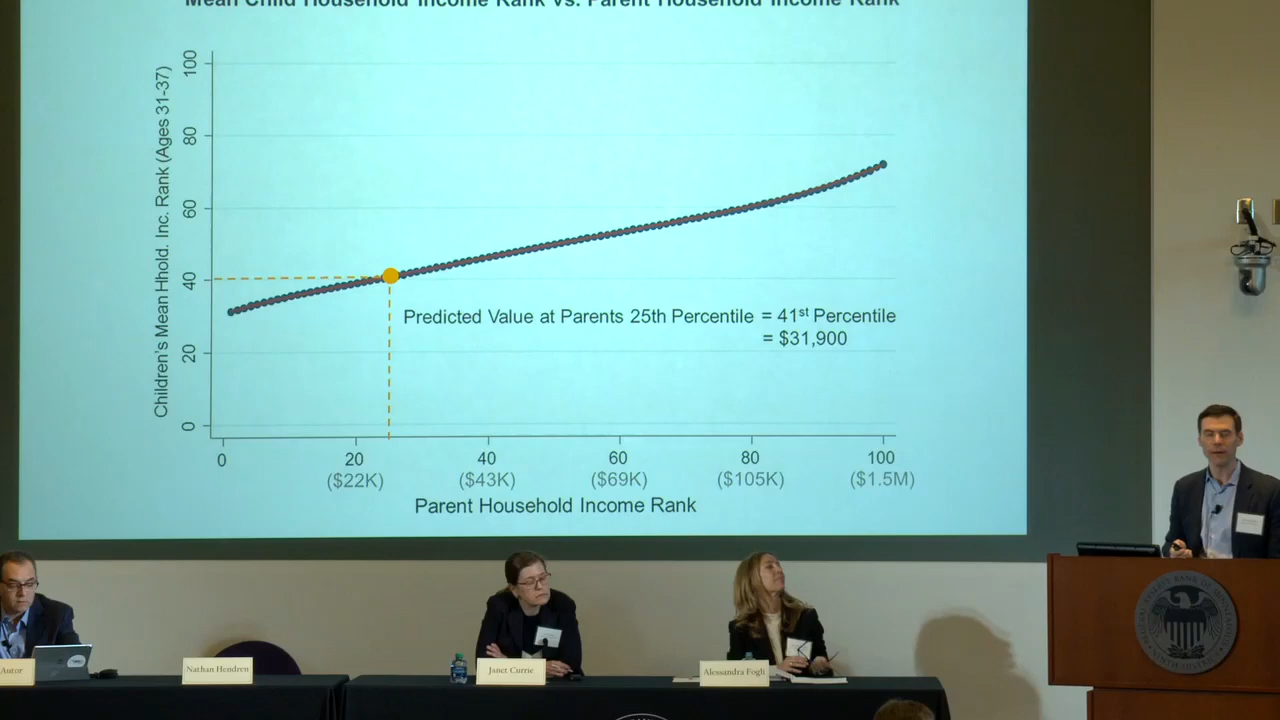 Mean Child Household Income Rank vs. Parent Household Income Rank
Children's Mean Hhold. Inc. Rank (Ages 31-37)
100
80
60
40
20
0
Predicted Value at Parents 25th Percentile = 41st Percentile
= $31,900
0
20
40
60
80
100
($22K)
($43K)
($69K)
($105K)
($1.5M)
Parent Household Income Rank
Autor
Nathan Hendren
Janet Currie
Alessandra Fogli